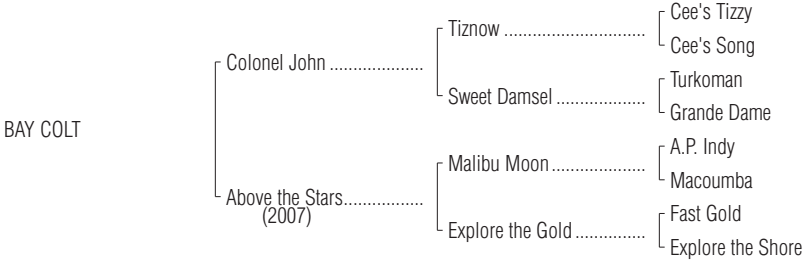 Cee's Tizzy
Tiznow ..............................
Cee's Song
Colonel John ....................
Turkoman
Sweet Damsel ...................
Grande Dame
BAY COLT
A.P. Indy
Malibu Moon ....................
Macoumba
Above the Stars.................
(2007)
Fast Gold
Explore the Gold ...............
Explore the Shore